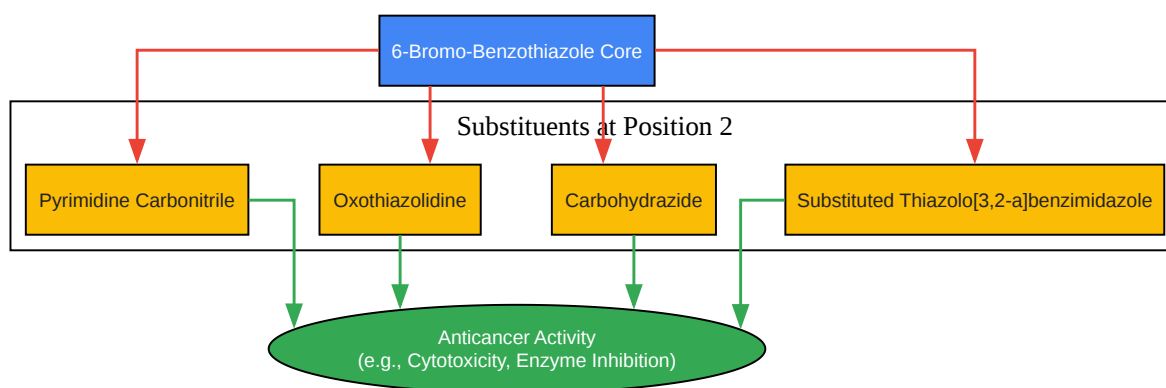 6-Bromo-Benzothiazole Core
Substituents at Position 2
Pyrimidine Carbonitrile
Oxothiazolidine
Carbohydrazide
Substituted Thiazolo[3,2-a]benzimidazole
Anticancer Activity
(e.g., Cytotoxicity, Enzyme Inhibition)